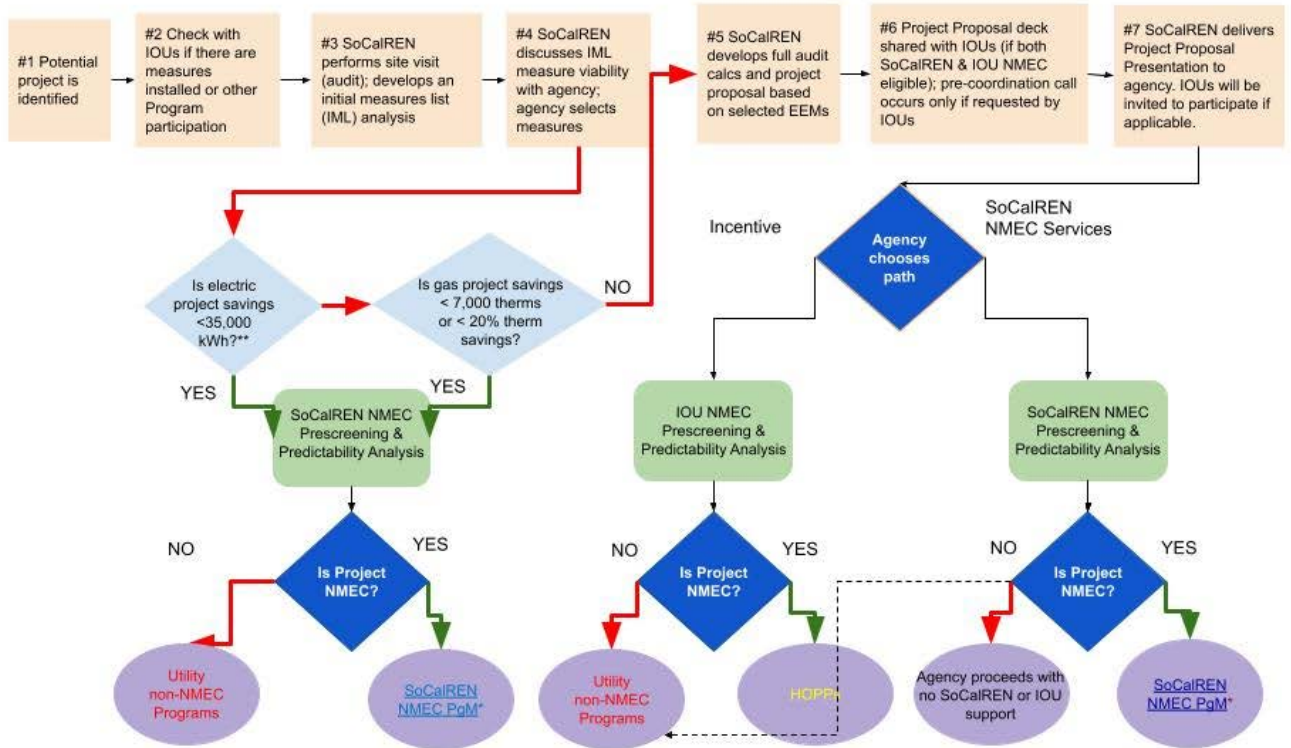 #1 Potential
project is
identified
#2 Check with
IOUs if there are
measures
installed or other
Program
participation
#3 SoCalREN
performs site visit
(audit); develops an
initial measures list
(IML) analysis
#4 SoCalREN
discusses IML
measure viability
with agency;
agency selects
measures
#5 SoCalREN
develops full audit
calcs and project
proposal based
on selected EEMs
#6 Project Proposal deck
shared with IOUs (if both
SoCalREN & IOU NMEC
eligible); pre-coordination call
occurs only if requested by
IOUs
#7 SoCalREN delivers
Project Proposal
Presentation to
agency. IOUs will be
invited to participate if
applicable.
Is electric
project savings
<35,000
kWh?**
Is gas project savings
< 7,000 therms
or < 20% therm
savings?
NO
YES
YES
Incentive
Agency
chooses
path
SoCalREN
NMEC Services
SoCalREN NMEC
Prescreening &
Predictability Analysis
IOU NMEC
Prescreening &
Predictability Analysis
SoCalREN NMEC
Prescreening &
Predictability Analysis
NO
Is Project
NMEC?
YES
NO
Is Project
NMEC?
YES
NO
Is Project
NMEC?
YES
Utility
non-NMEC
Programs
SoCalREN
NMEC PgM*
Utility
non-NMEC
Programs
HOPPs
Agency proceeds with
no SoCalREN or IOU
support
SoCalREN
NMEC PgM*